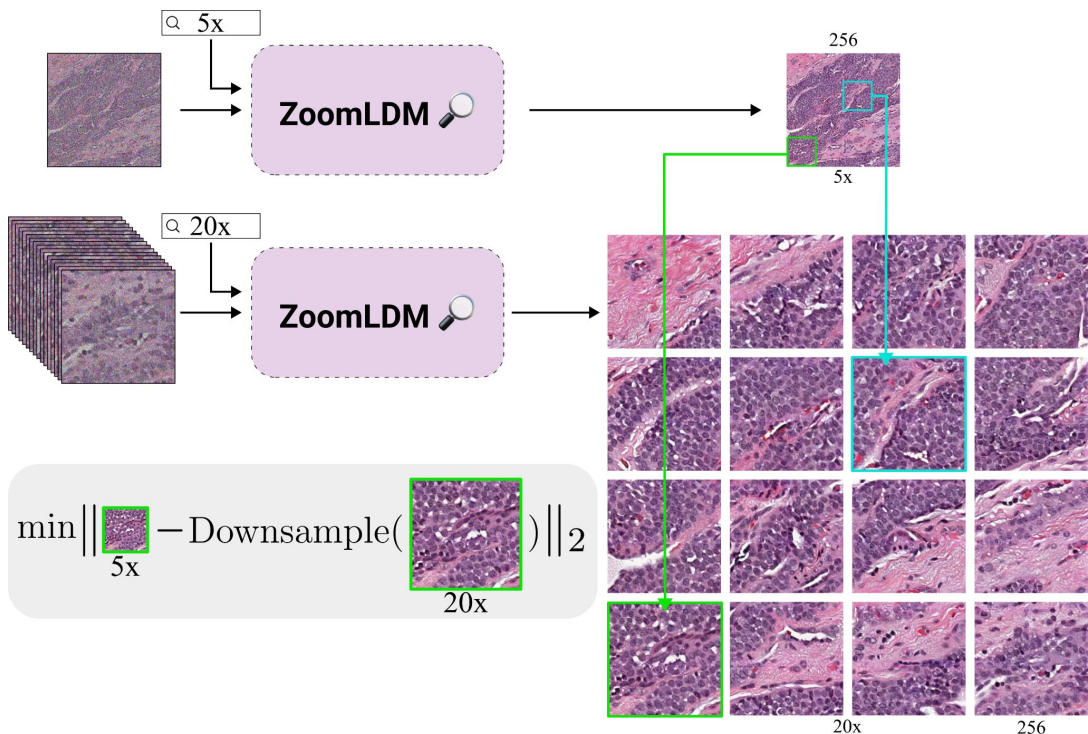 5x
ZoomLDM
256
5x
20x
ZoomLDM
min || 5x − Downsample( 20x ) ||2
20x 256